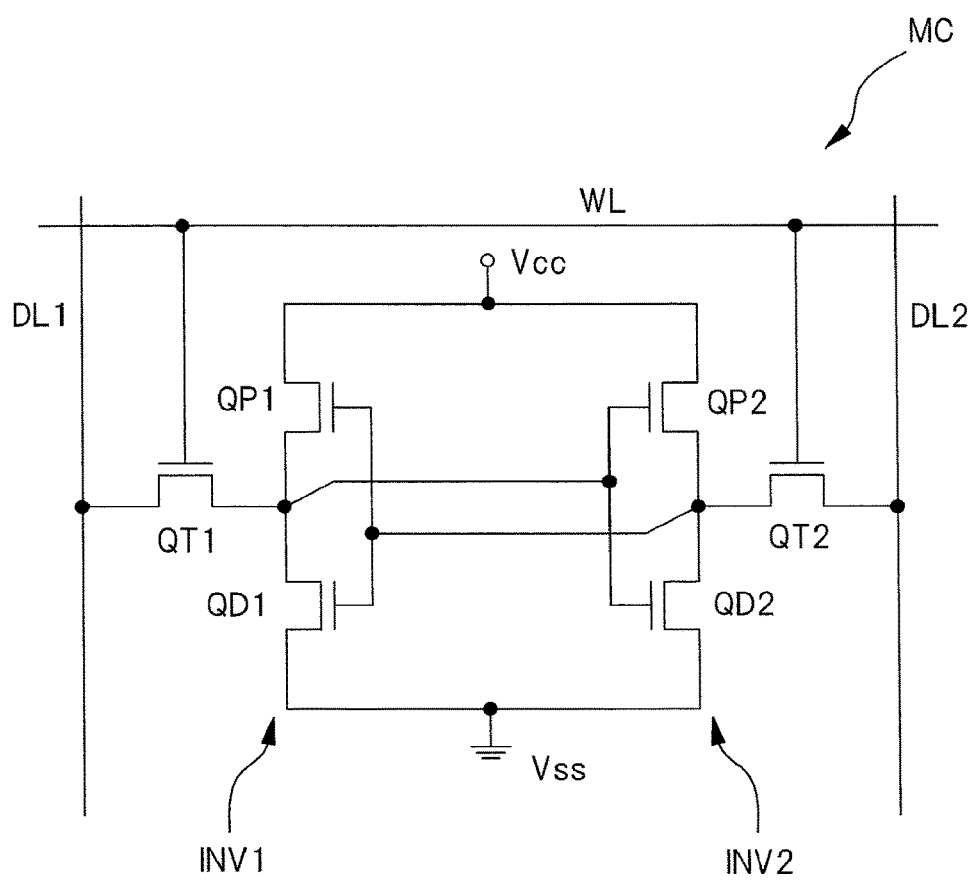 MC
WL
Vcc
DL1
DL2
QP1
QP2
QT1
QT2
QD1
QD2
Vss
INV1
INV2